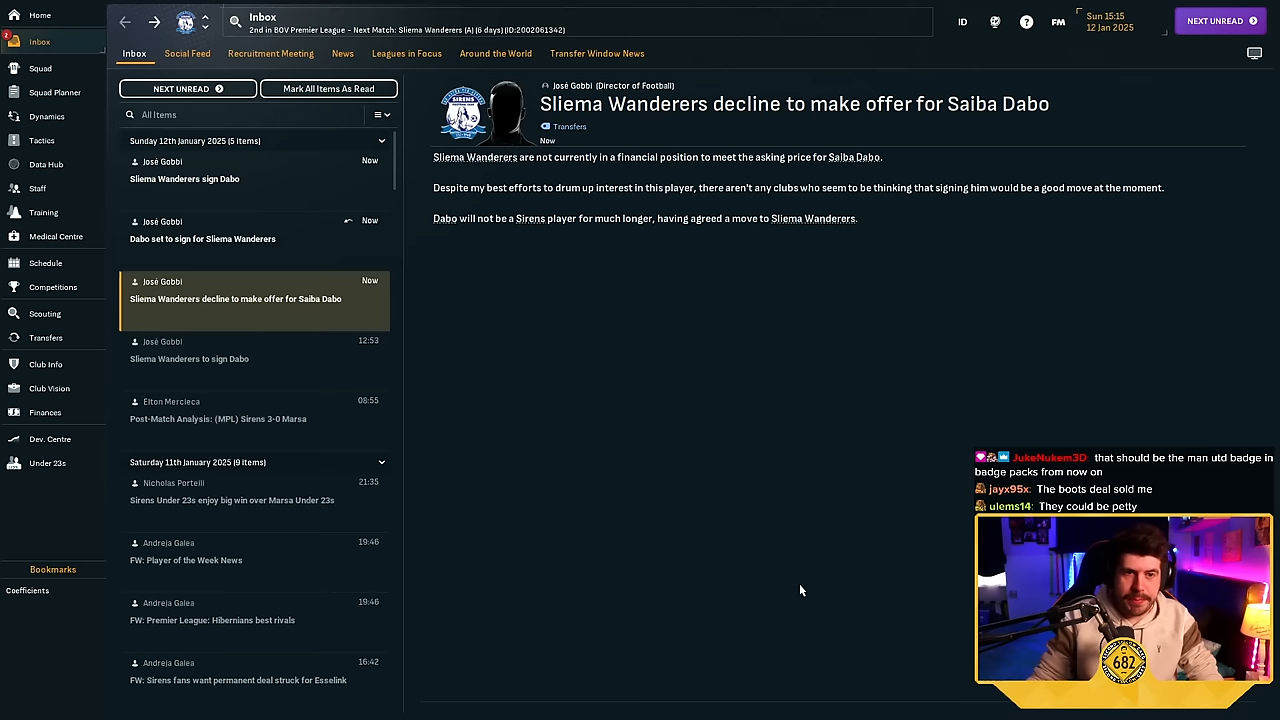 Home
2
Inbox
Squad
Squad Planner
Dynamics
Tactics
Data Hub
Staff
Training
Medical Centre
Schedule
Competitions
Scouting
Transfers
Club Info
Club Vision
Finances
Dev. Centre
Under 23s
Bookmarks
Coefficients
Inbox
2nd in BOV Premier League - Next Match: Sliema Wanderers (A) (6 days) (ID:2002061342)
ID
?
FM
Sun 15:15
12 Jan 2025
NEXT UNREAD
Inbox
Social Feed
Recruitment Meeting
News
Leagues in Focus
Around the World
Transfer Window News
NEXT UNREAD
Mark All Items As Read
All Items
Sunday 12th January 2025 (5 items)
José Gobbi Now
Sliema Wanderers sign Dabo
José Gobbi Now
Dabo set to sign for Sliema Wanderers
José Gobbi Now
Sliema Wanderers decline to make offer for Saiba Dabo
José Gobbi 12:53
Sliema Wanderers to sign Dabo
Elton Mercieca 08:55
Post-Match Analysis: (MPL) Sirens 3-0 Marsa
Saturday 11th January 2025 (9 items)
Nicholas Portelli 21:35
Sirens Under 23s enjoy big win over Marsa Under 23s
Andreja Galea 19:46
FW: Player of the Week News
Andreja Galea 19:46
FW: Premier League: Hibernians best rivals
Andreja Galea 16:42
FW: Sirens fans want permanent deal struck for Esselink
SIRENS
José Gobbi (Director of Football)
Sliema Wanderers decline to make offer for Saiba Dabo
Transfers
Now
Sliema Wanderers are not currently in a financial position to meet the asking price for Saiba Dabo.
Despite my best efforts to drum up interest in this player, there aren't any clubs who seem to be thinking that signing him would be a good move at the moment.
Dabo will not be a Sirens player for much longer, having agreed a move to Sliema Wanderers.
JukeNukem3D: that should be the man utd badge in
badge packs from now on
jayx95x: The boots deal sold me
ulems14: They could be petty
682